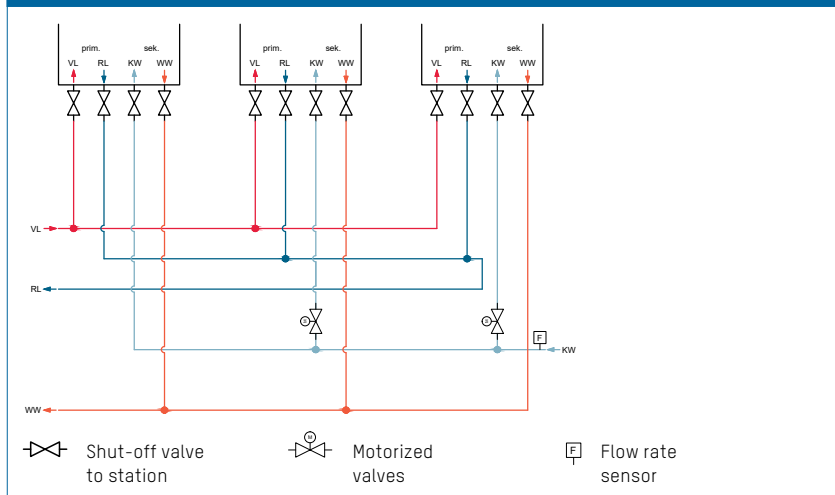 prim. sek. prim. sek. prim. sek.
VL RL KW WW VL RL KW WW VL RL KW WW
VL
RL
F
KW
WW
M
F
Shut-off valve
to station
Motorized
valves
Flow rate
sensor